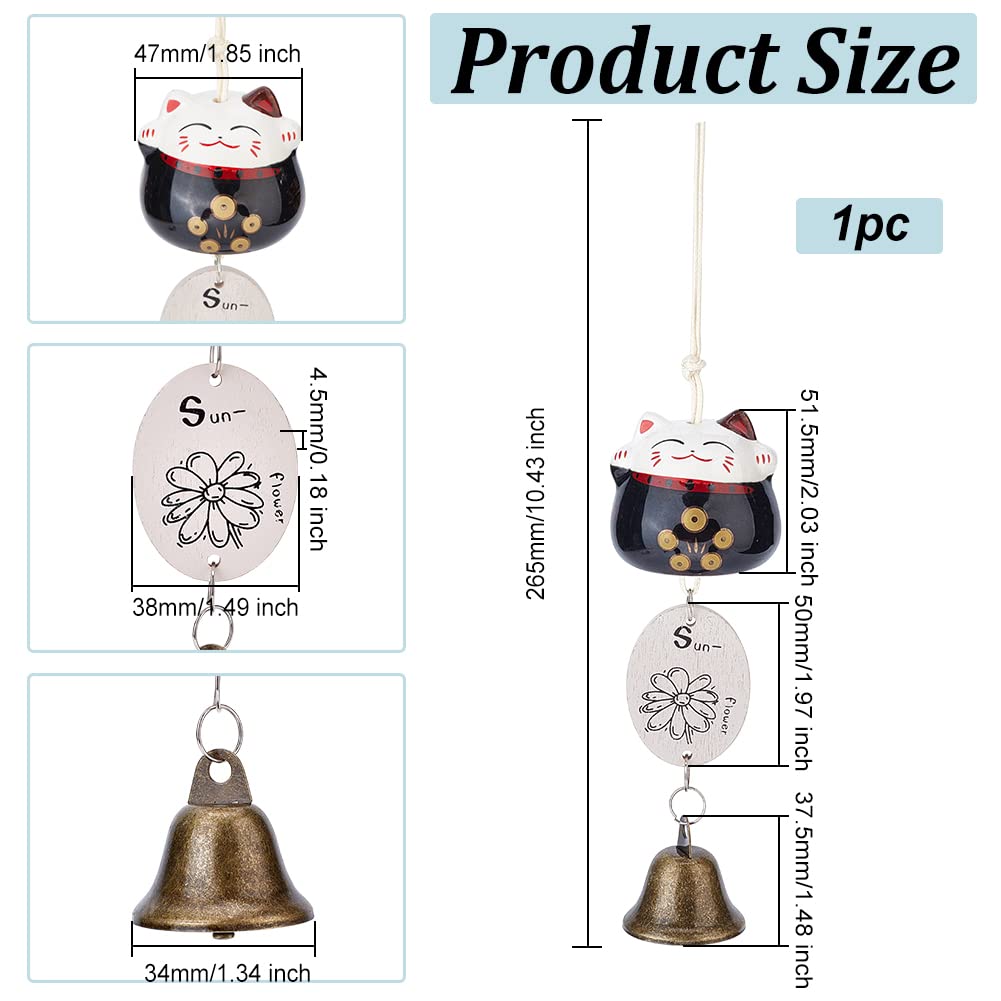 Product Size
1pc
47mm/1.85 inch
Sun-
Sun-
flower
4.5mm/0.18 inch
38mm/1.49 inch
34mm/1.34 inch
265mm/10.43 inch
51.5mm/2.03 inch
Sun-
flower
50mm/1.97 inch
37.5mm/1.48 inch